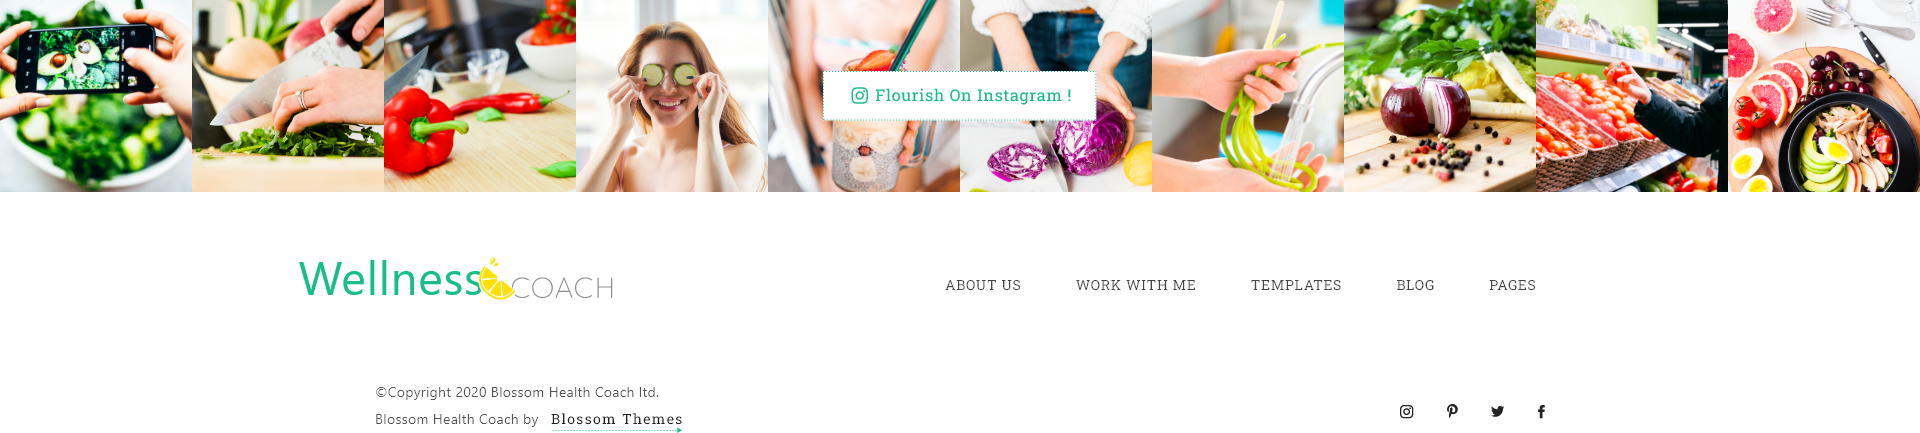 Flourish On Instagram !
Wellness COACH
ABOUT US WORK WITH ME TEMPLATES BLOG PAGES
©Copyright 2020 Blossom Health Coach ltd.
Blossom Health Coach by Blossom Themes